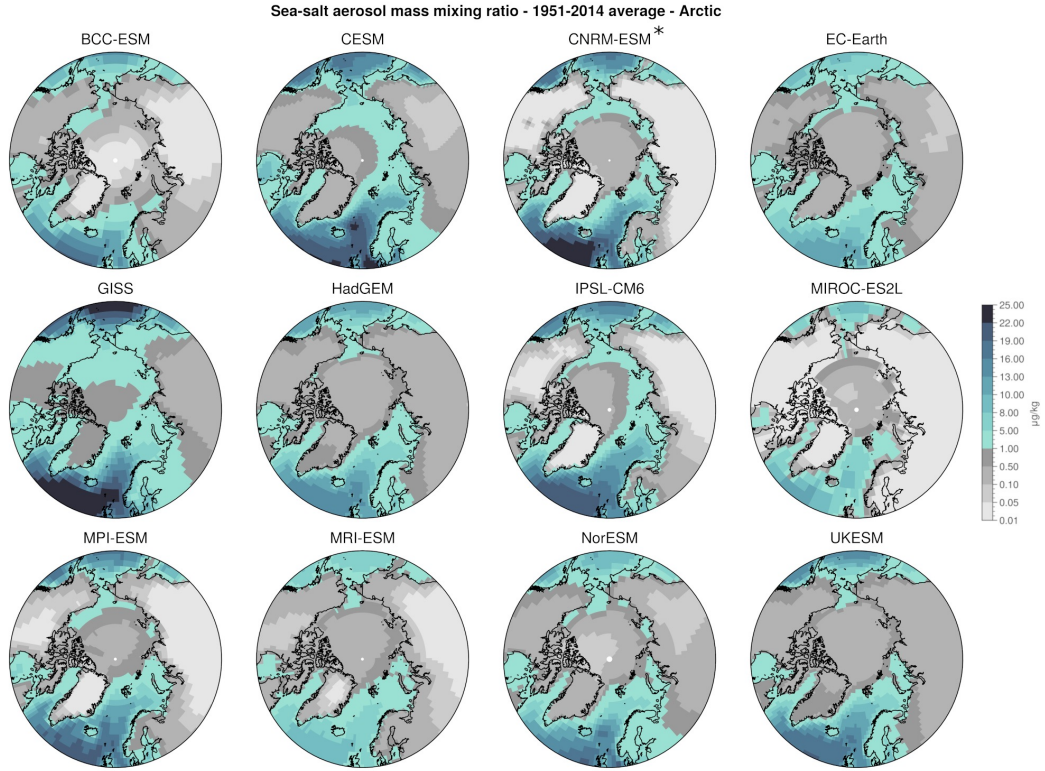 Sea-salt aerosol mass mixing ratio - 1951-2014 average - Arctic
BCC-ESM
CESM
CNRM-ESM*
EC-Earth
GISS
HadGEM
IPSL-CM6
MIROC-ES2L
25.00
22.00
19.00
16.00
13.00
10.00
8.00
5.00
1.00
0.50
0.10
0.05
0.01
µg/kg
MPI-ESM
MRI-ESM
NorESM
UKESM